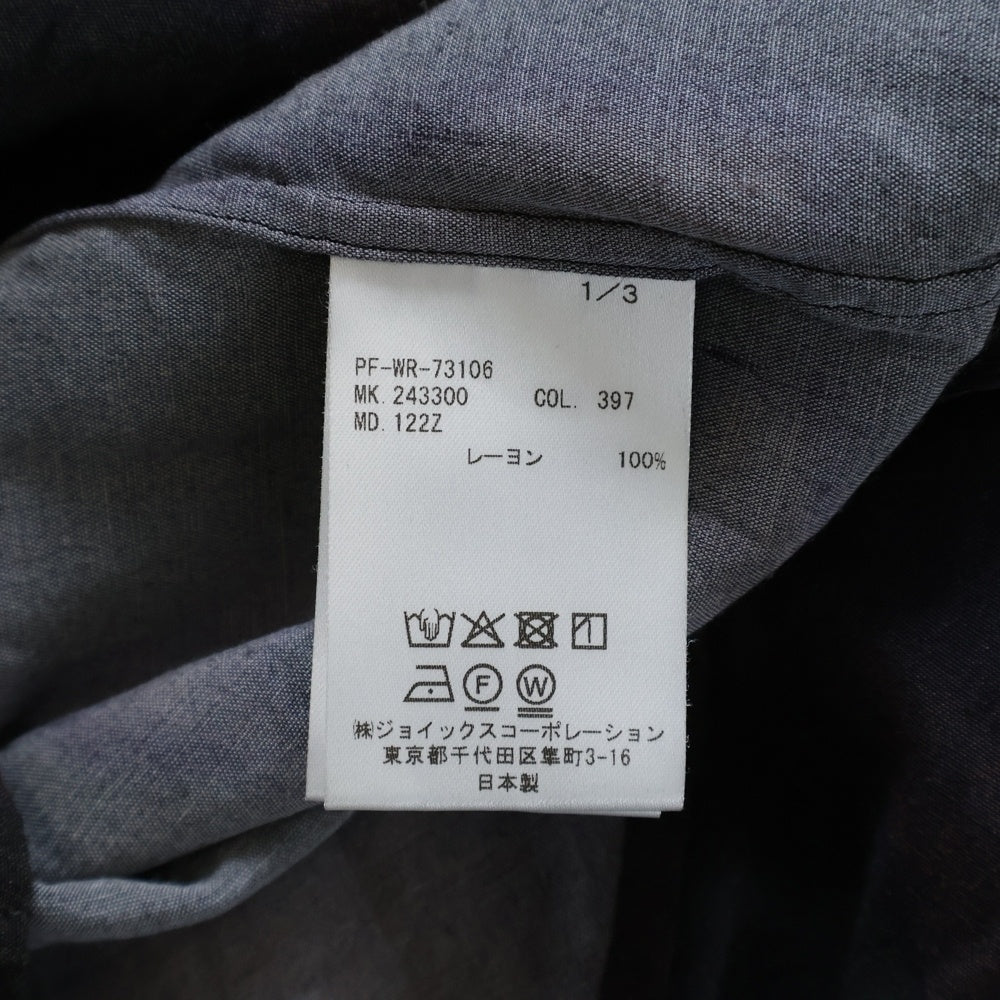 1/3
PF-WR-73106
MK. 243300 COL. 397
MD. 122Z
レーヨン 100%
F W
㈱ジョイックスコーポレーション
東京都千代田区隼町3-16
日本製